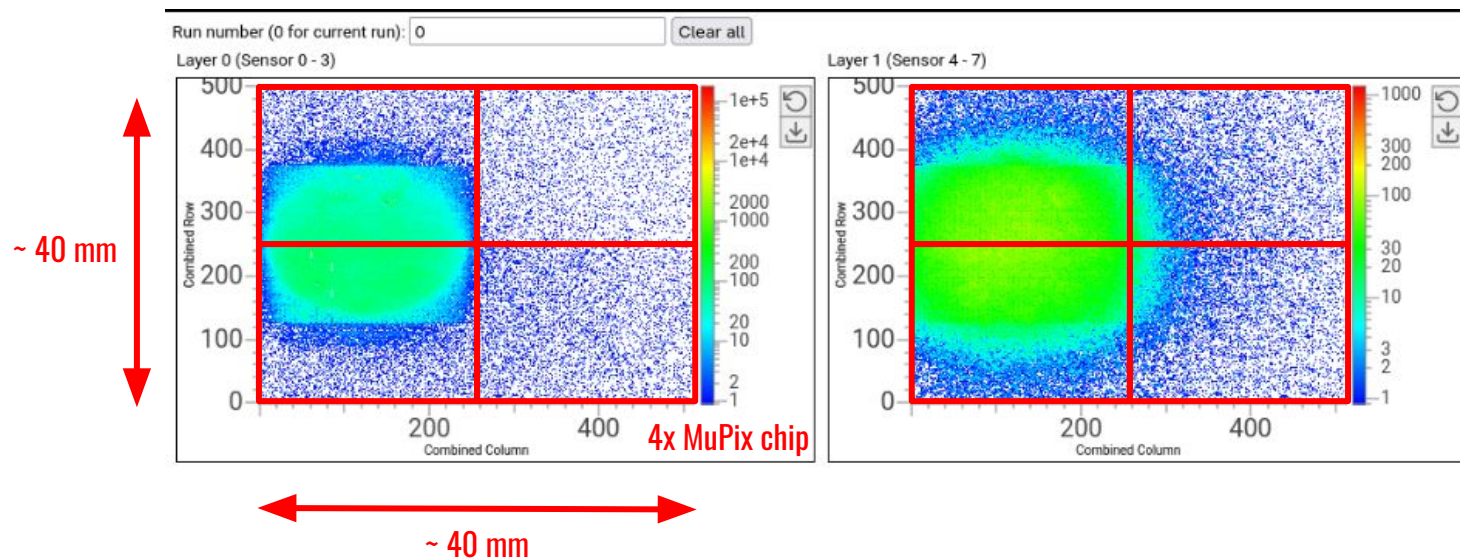 Run number (0 for current run): 0 Clear all
Layer 0 (Sensor 0 - 3)
500
400
300
200
100
0
Combined Row
200
400
Combined Column
1e+5
2e+4
1e+4
2000
1000
200
100
20
10
2
1
4x MuPix chip
~ 40 mm
~ 40 mm
Layer 1 (Sensor 4 - 7)
500
400
300
200
100
0
Combined Row
200
400
Combined Column
1000
300
200
100
30
20
10
3
2
1